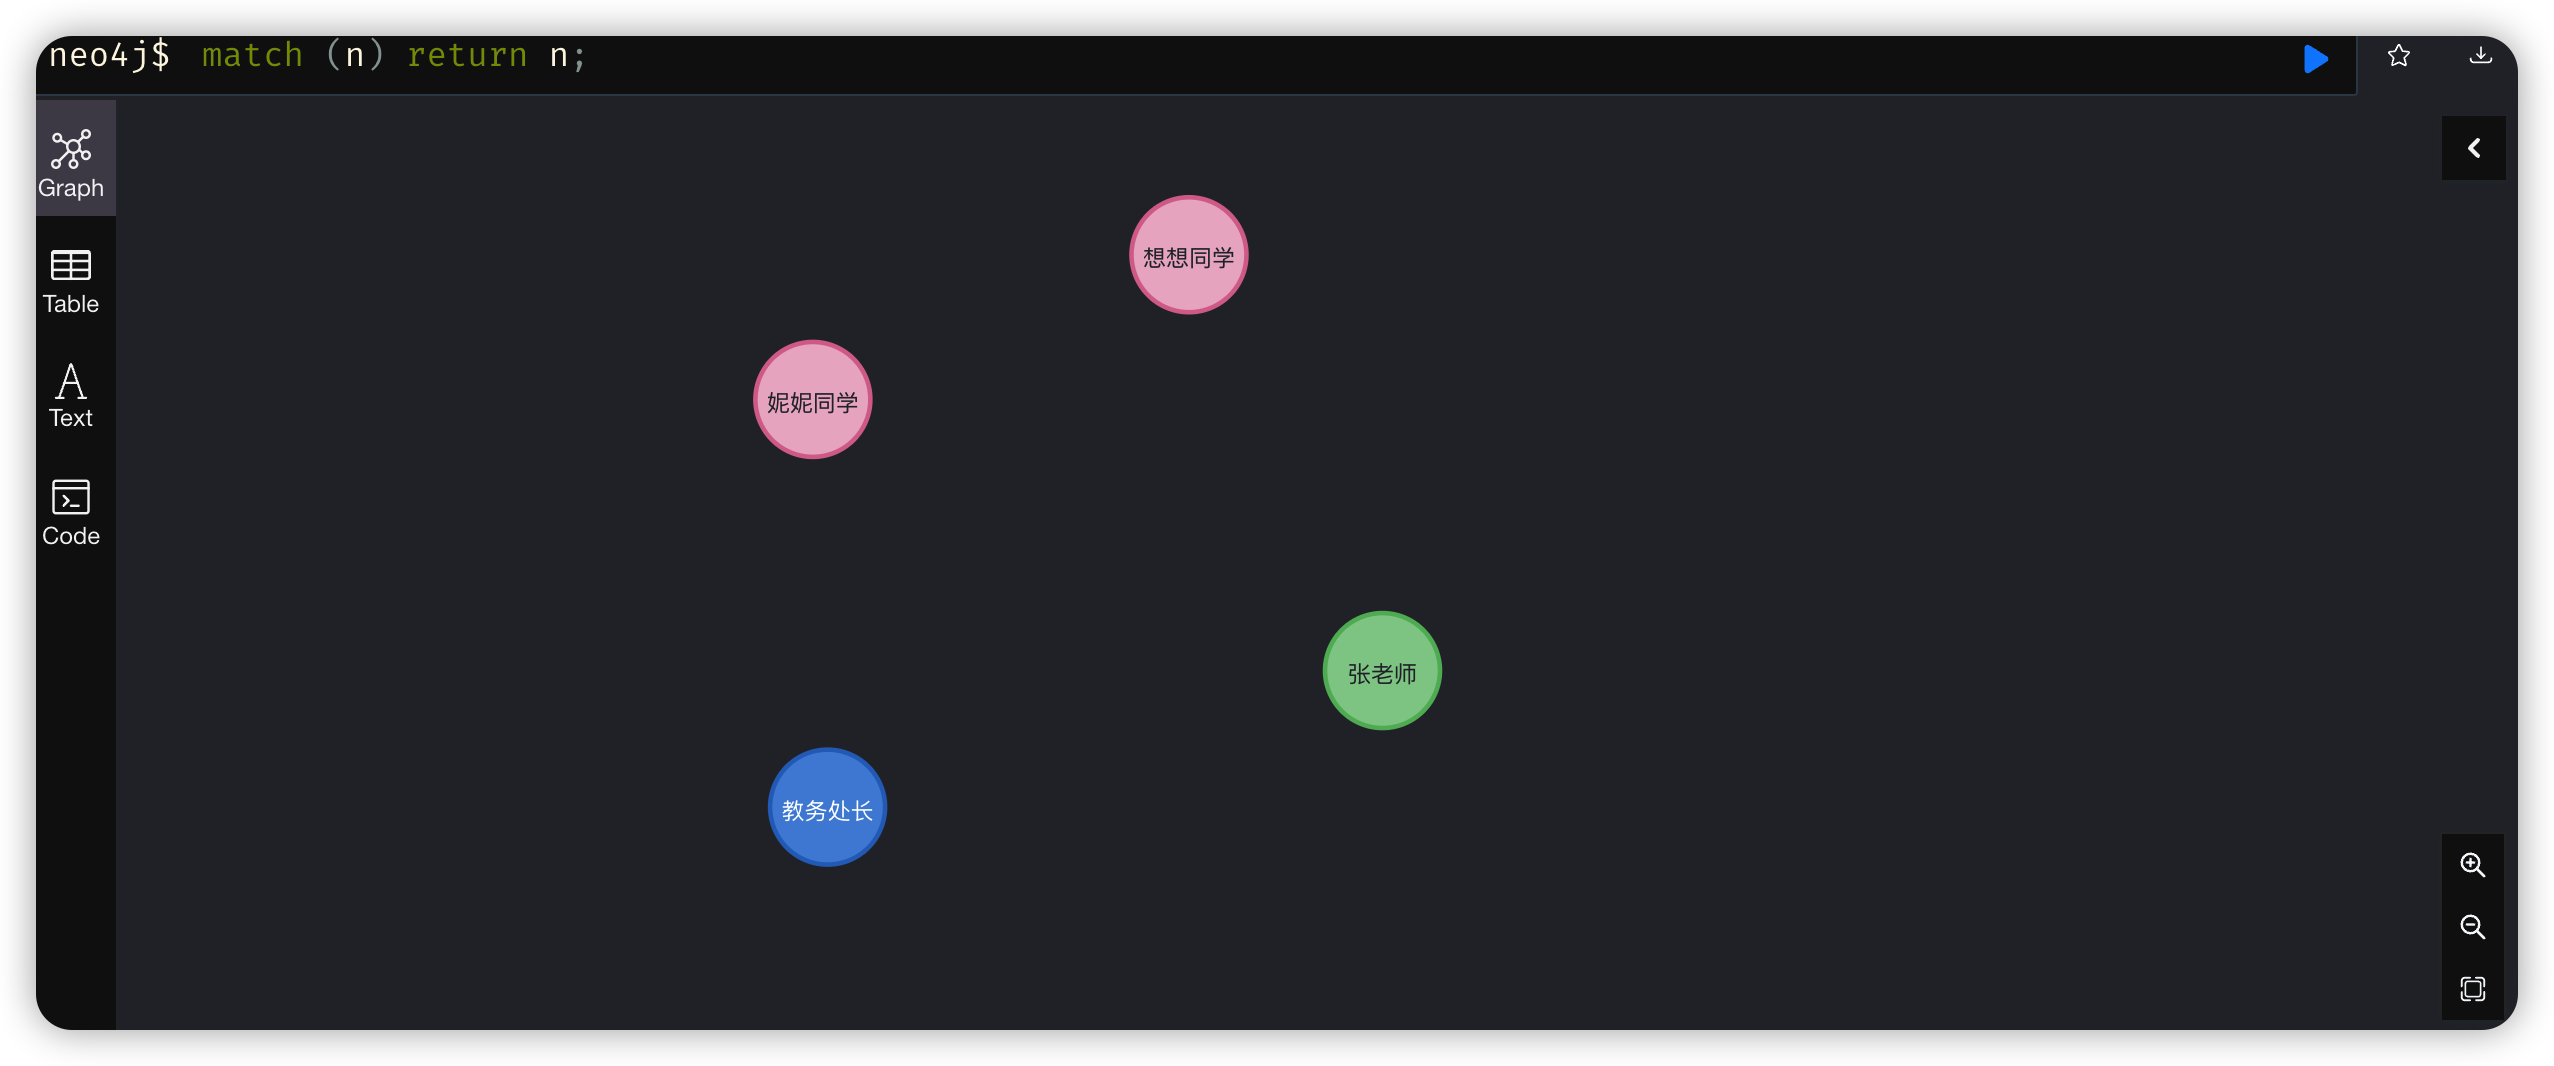 neo4j$ match (n) return n;
Graph
Table
Text
Code
想想同学
妮妮同学
张老师
教务处长